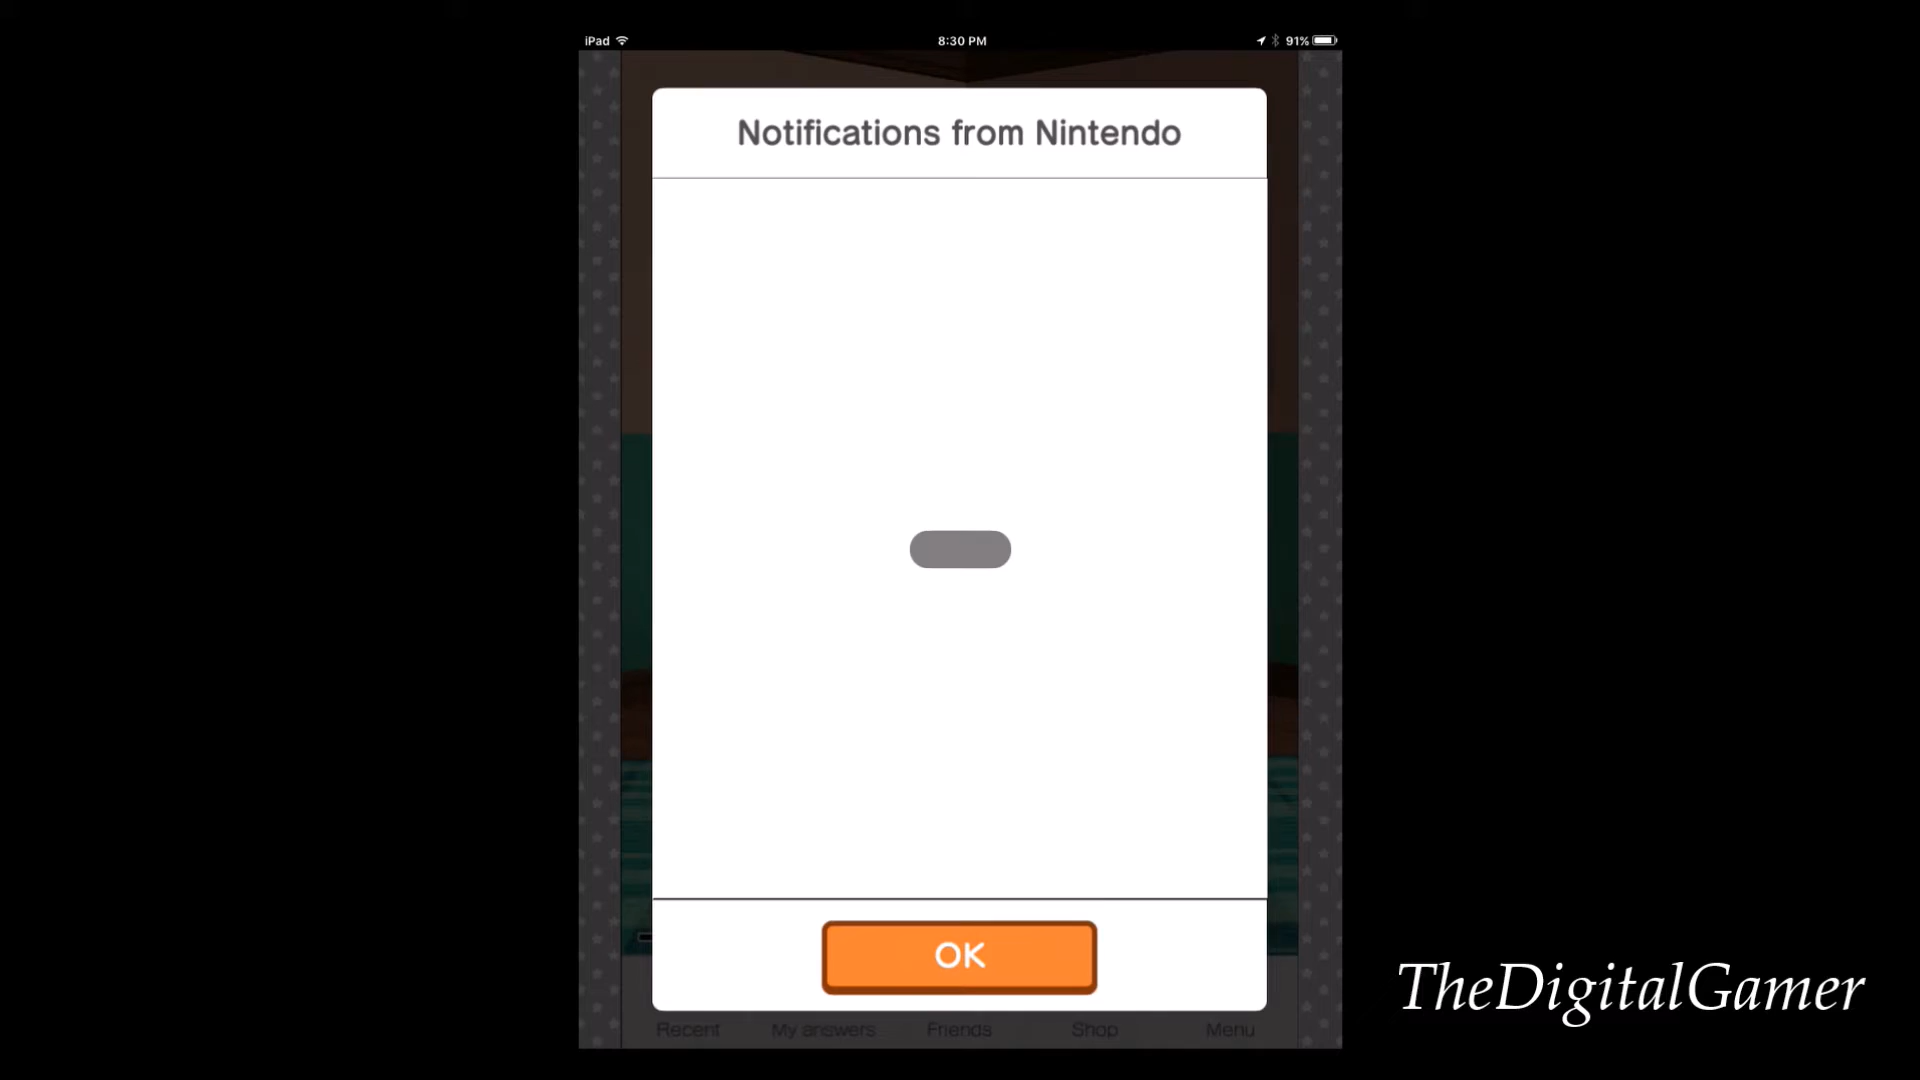 iPad
8:30 PM
91%
Notifications from Nintendo
OK
Recent
My answers
Friends
Shop
Menu
TheDigitalGamer